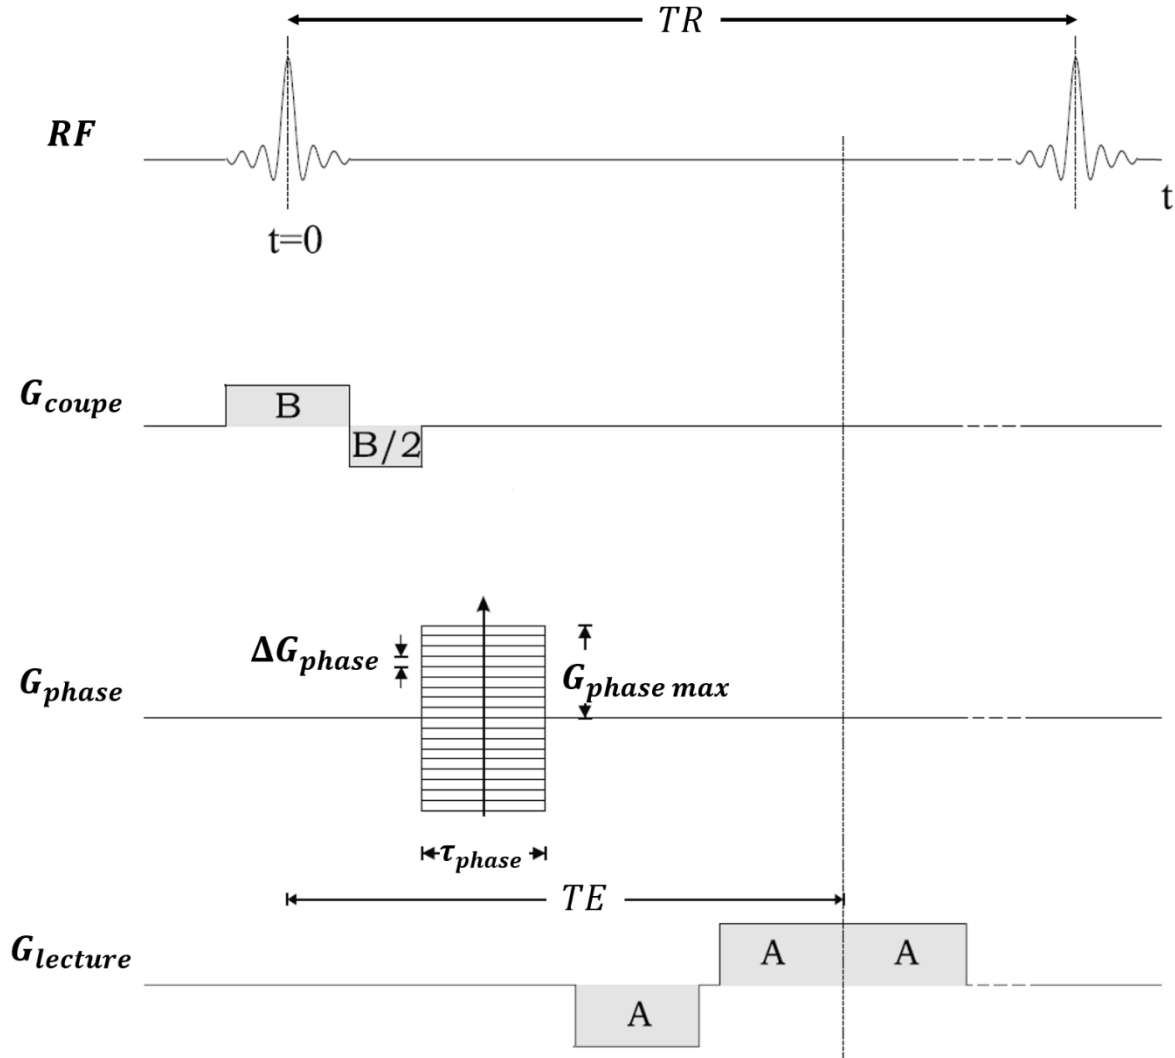 TR
RF
t
t=0
G_coupe
B
B/2
ΔG_phase
G_phase max
G_phase
τ_phase
TE
G_lecture
A
A
A